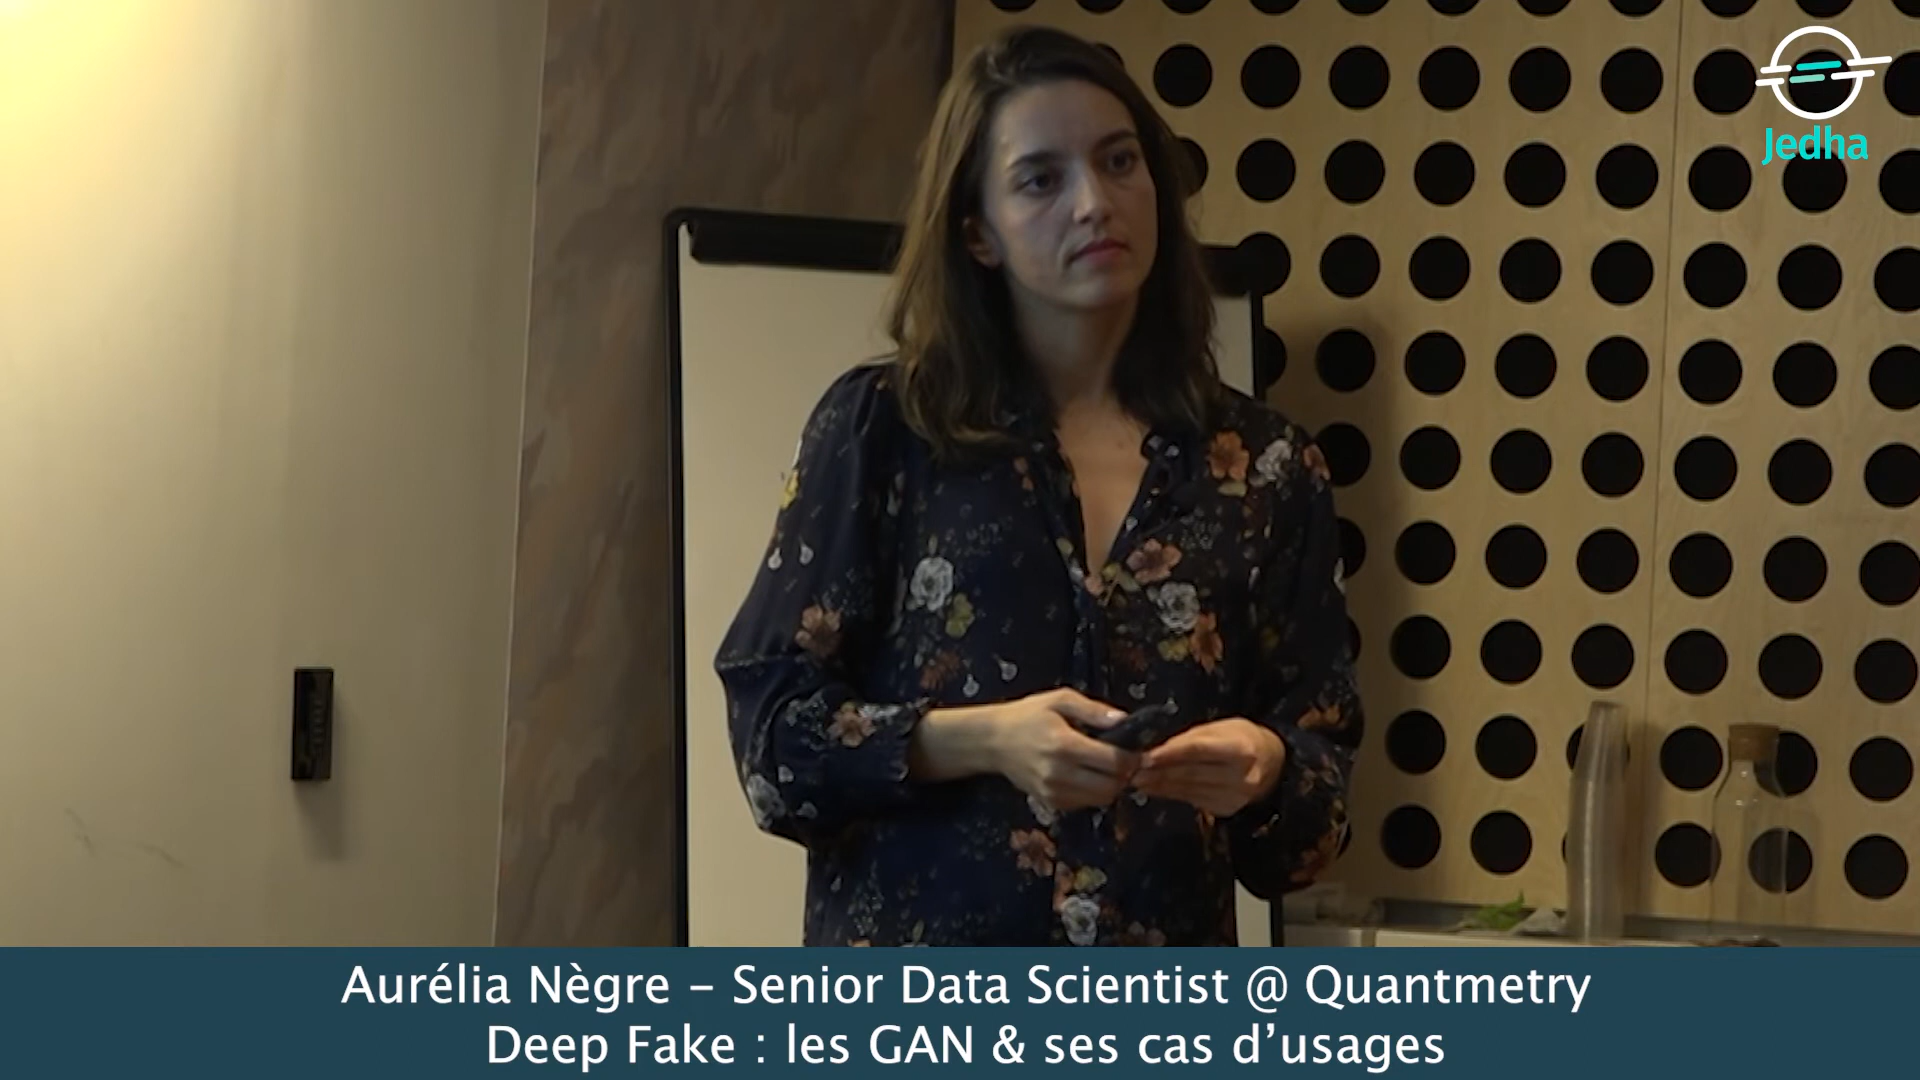 Jedha
Aurélia Nègre – Senior Data Scientist @ Quantmetry
Deep Fake : les GAN & ses cas d’usages